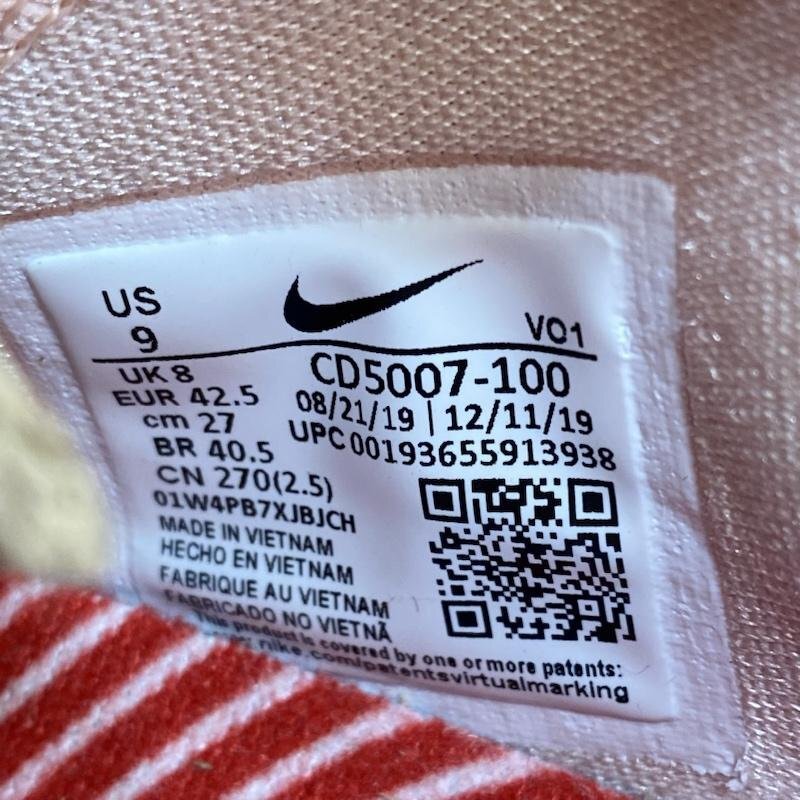 US
9
VO1
UK 8
EUR 42.5
cm 27
BR 40.5
CN 270(2.5)
01W4PB7XJBJCH
CD5007-100
08/21/19 | 12/11/19
UPC 00193655913938
MADE IN VIETNAM
HECHO EN VIETNAM
FABRIQUE AU VIETNAM
FABRICADO NO VIETNÃ
This product is covered by one or more patents:
nike.com/patentsvirtualmarking